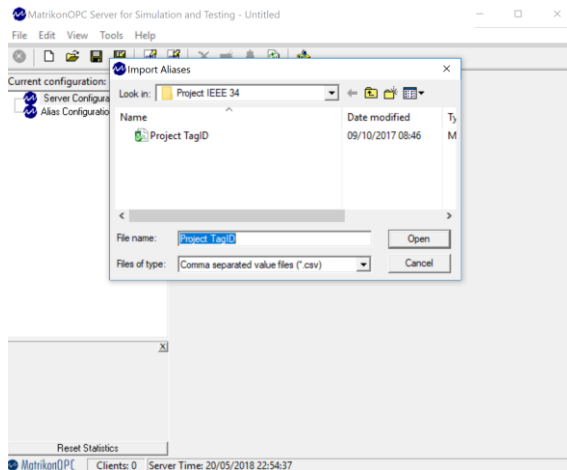 MatrikonOPC Server for Simulation and Testing - Untitled
File Edit View Tools Help
Import Aliases
Current configuration:
Look in: Project IEEE 34
Server Configura
Alias Configuratio
Name Date modified Ty
Project TagID 09/10/2017 08:46 M
File name: Project TagID Open
Files of type: Comma separated value files (*.csv) Cancel
Reset Statistics
MatrikonOPC Clients: 0 Server Time: 20/05/2018 22:54:37